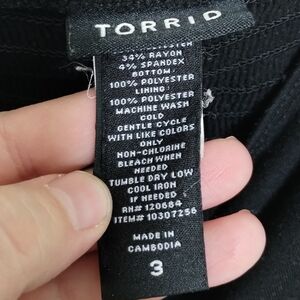 TORRID
34% RAYON
4% SPANDEX
BOTTOM
100% POLYESTER
LINING
100% POLYESTER
MACHINE WASH
COLD
GENTLE CYCLE
WITH LIKE COLORS
ONLY
NON-CHLORINE
BLEACH WHEN
NEEDED
TUMBLE DRY LOW
COOL IRON
IF NEEDED
RN# 120684
ITEM# 10307256
MADE IN
CAMBODIA
3